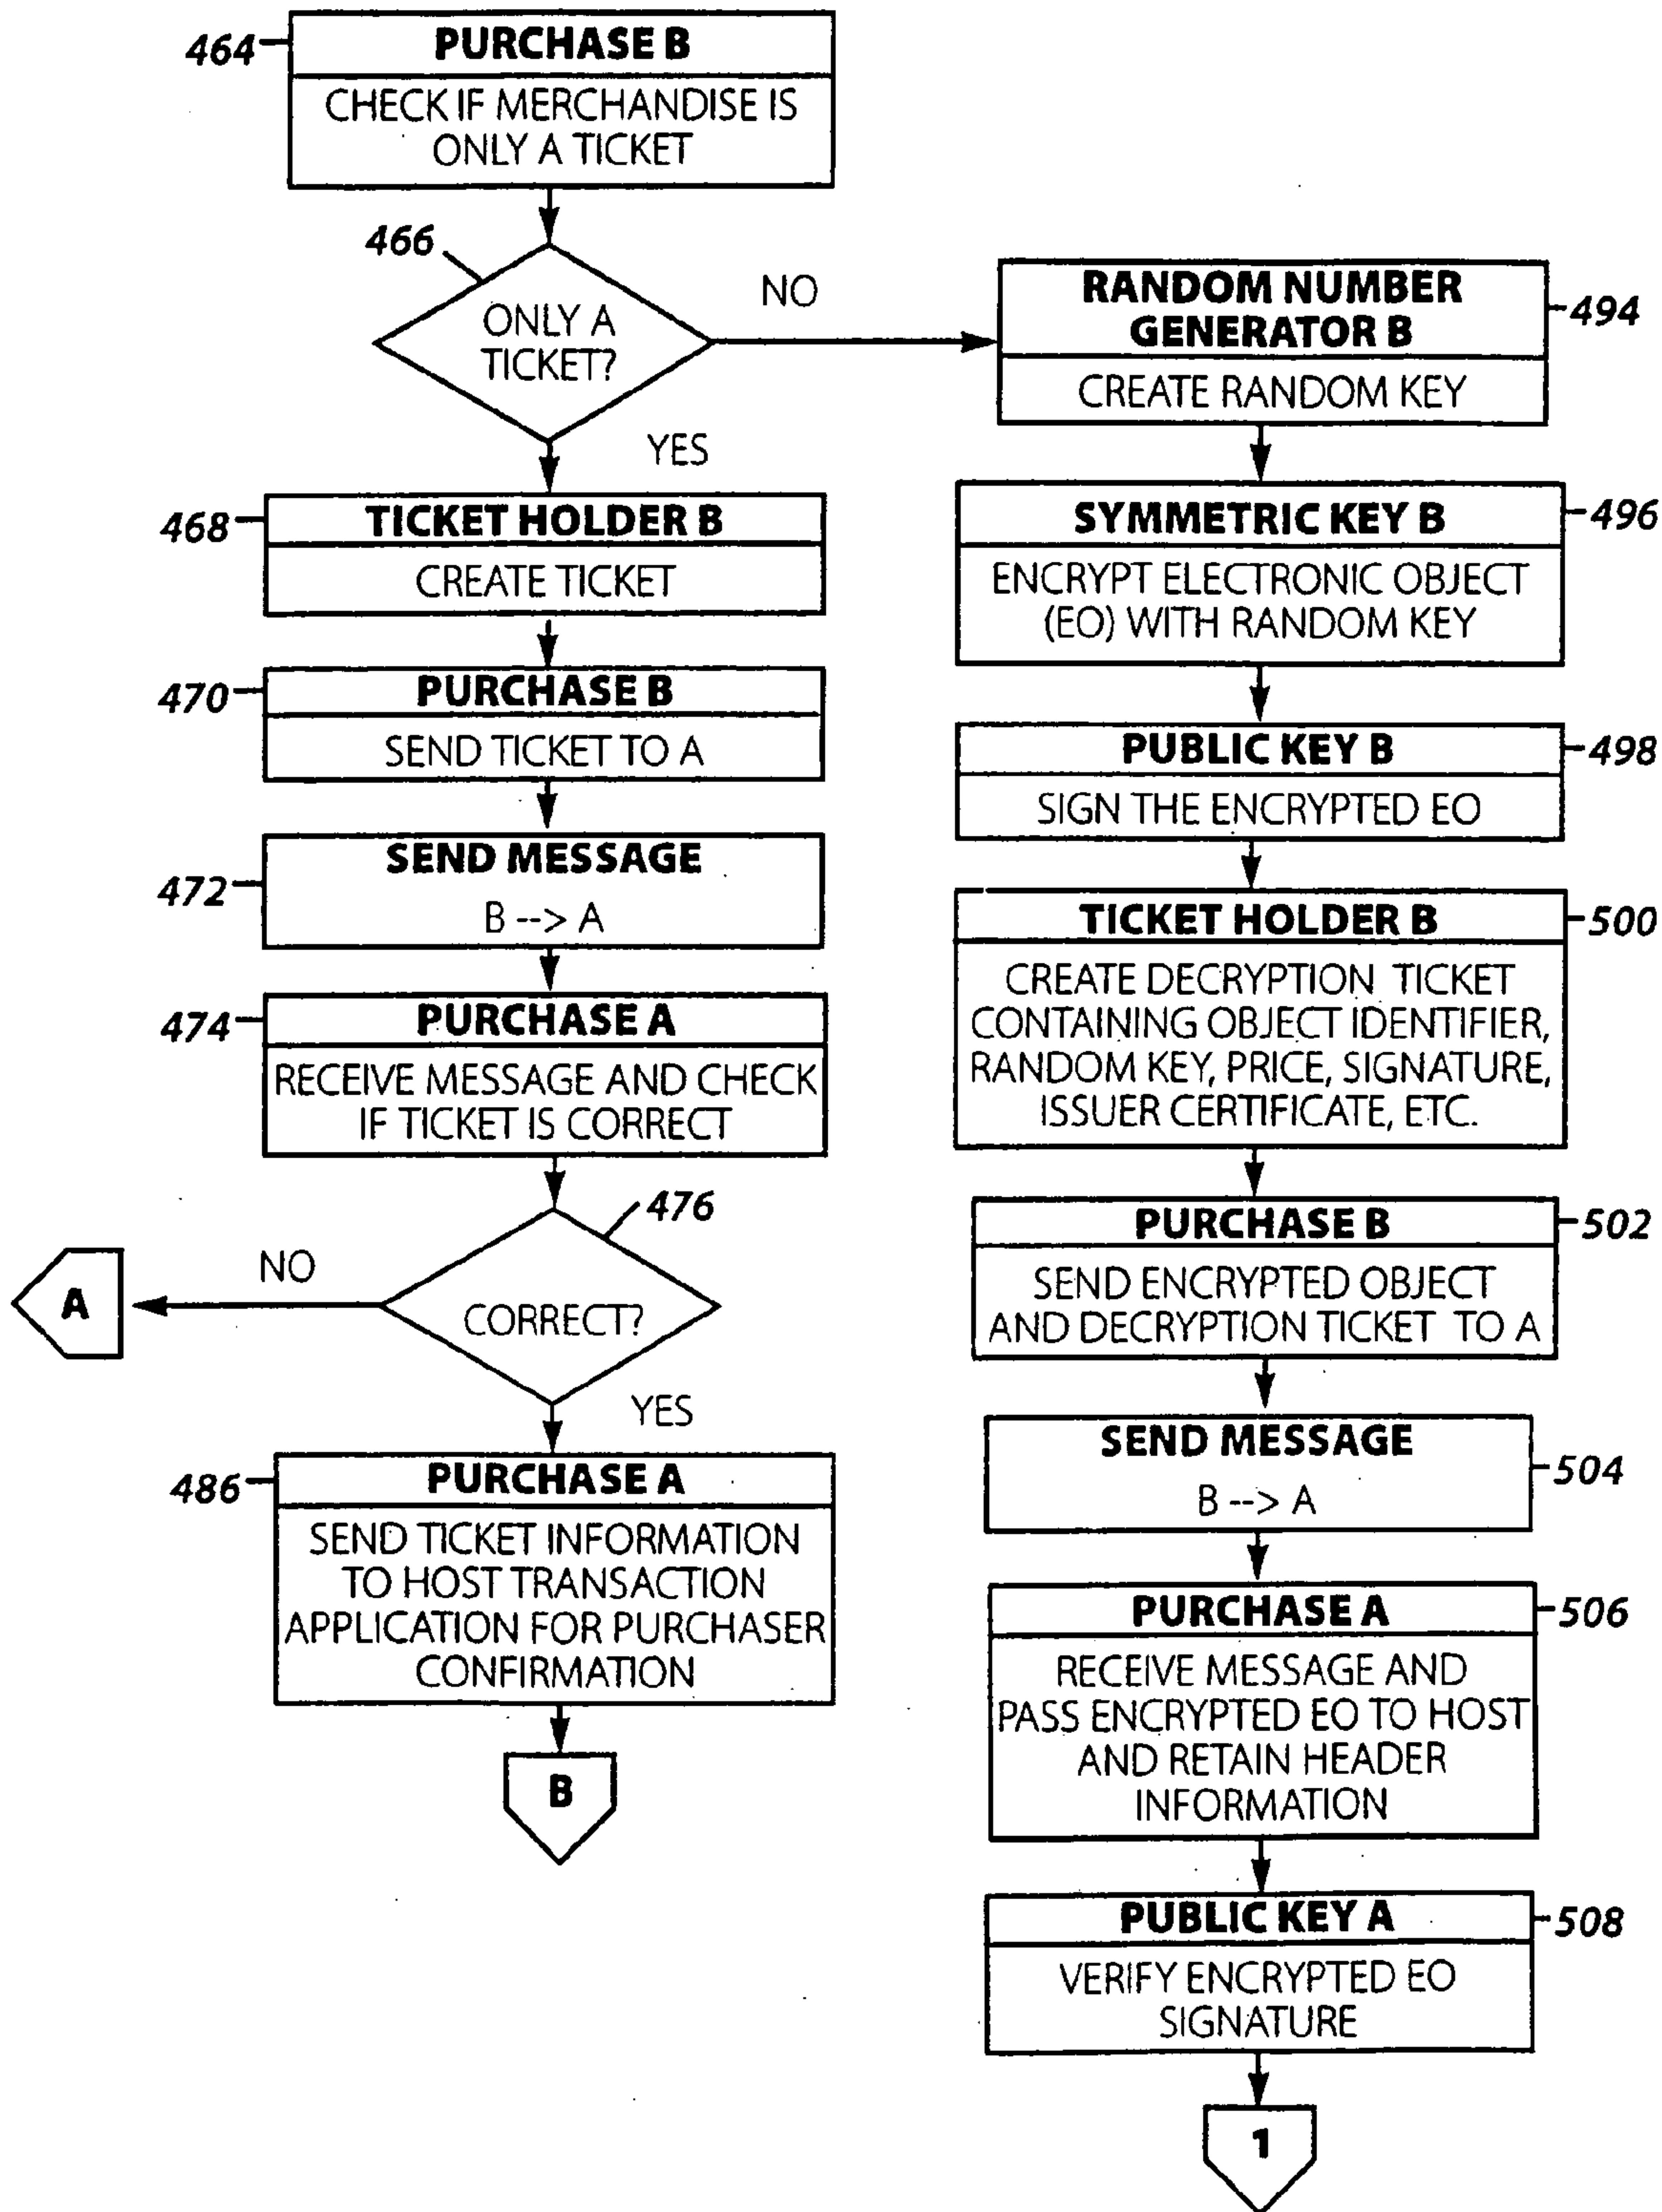 464
PURCHASE B
CHECK IF MERCHANDISE IS
ONLY A TICKET
466
ONLY A
TICKET?
NO
YES
468
TICKET HOLDER B
CREATE TICKET
470
PURCHASE B
SEND TICKET TO A
472
SEND MESSAGE
B --> A
474
PURCHASE A
RECEIVE MESSAGE AND CHECK
IF TICKET IS CORRECT
476
CORRECT?
NO
A
YES
486
PURCHASE A
SEND TICKET INFORMATION
TO HOST TRANSACTION
APPLICATION FOR PURCHASER
CONFIRMATION
B
RANDOM NUMBER
GENERATOR B
494
CREATE RANDOM KEY
SYMMETRIC KEY B
496
ENCRYPT ELECTRONIC OBJECT
(EO) WITH RANDOM KEY
PUBLIC KEY B
498
SIGN THE ENCRYPTED EO
TICKET HOLDER B
500
CREATE DECRYPTION TICKET
CONTAINING OBJECT IDENTIFIER,
RANDOM KEY, PRICE, SIGNATURE,
ISSUER CERTIFICATE, ETC.
PURCHASE B
502
SEND ENCRYPTED OBJECT
AND DECRYPTION TICKET TO A
SEND MESSAGE
504
B --> A
PURCHASE A
506
RECEIVE MESSAGE AND
PASS ENCRYPTED EO TO HOST
AND RETAIN HEADER
INFORMATION
PUBLIC KEY A
508
VERIFY ENCRYPTED EO
SIGNATURE
1